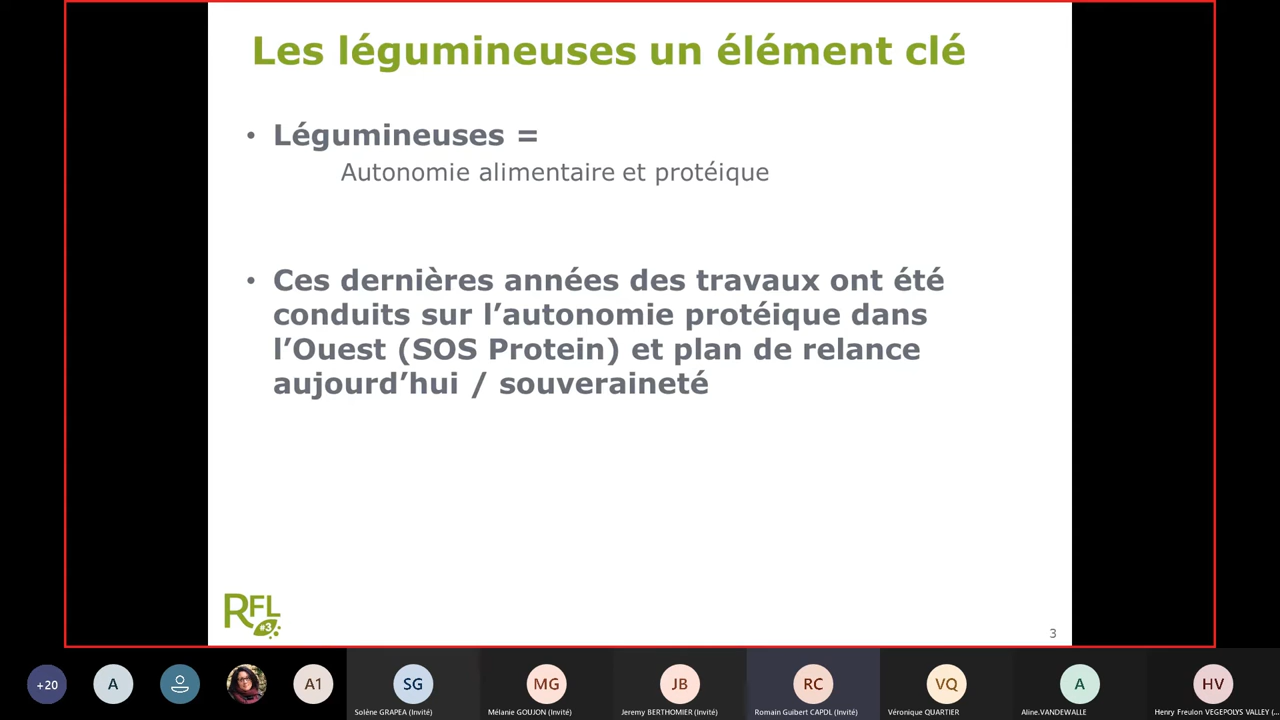 Les légumineuses un élément clé
• Légumineuses =
Autonomie alimentaire et protéique
• Ces dernières années des travaux ont été
conduits sur l’autonomie protéique dans
l’Ouest (SOS Protein) et plan de relance
aujourd’hui / souveraineté
RFL
#3
3
+20
A
A1
SG
MG
JB
RC
VQ
A
HV
Solène GRAPEA (Invité)
Mélanie GOUJON (Invité)
Jeremy BERTHOMIER (Invité)
Romain Guibert CAPDL (Invité)
Véronique QUARTIER
Aline.VANDEWALLE
Henry Freulon VEGEPOLYS VALLEY (...